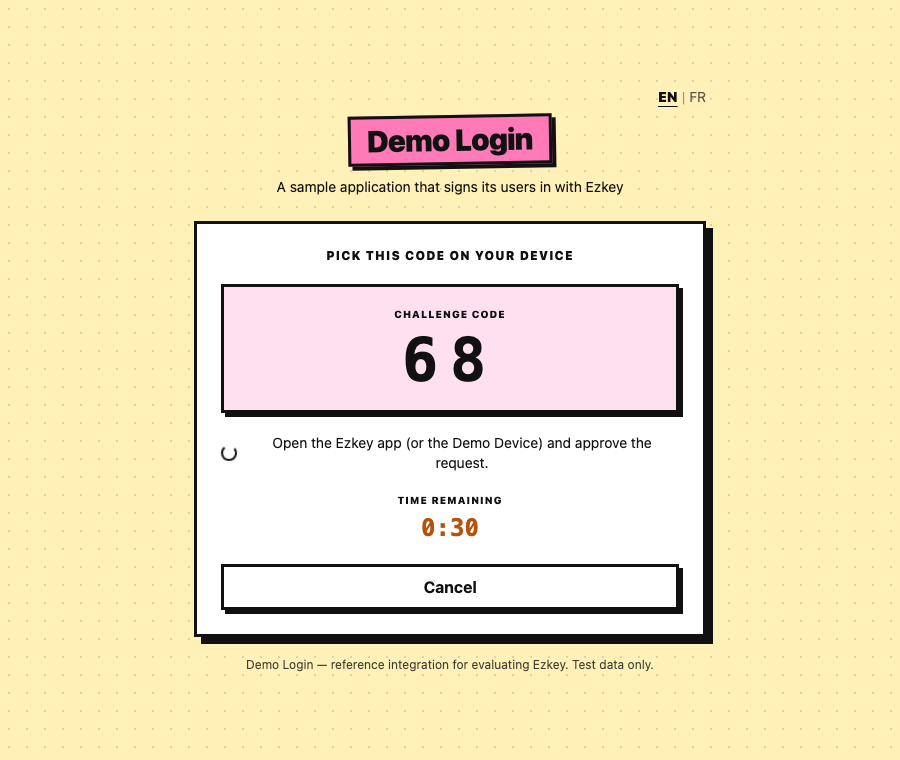 EN | FR
Demo Login
A sample application that signs its users in with Ezkey
PICK THIS CODE ON YOUR DEVICE
CHALLENGE CODE
68
Open the Ezkey app (or the Demo Device) and approve the
request.
TIME REMAINING
0:30
Cancel
Demo Login — reference integration for evaluating Ezkey. Test data only.